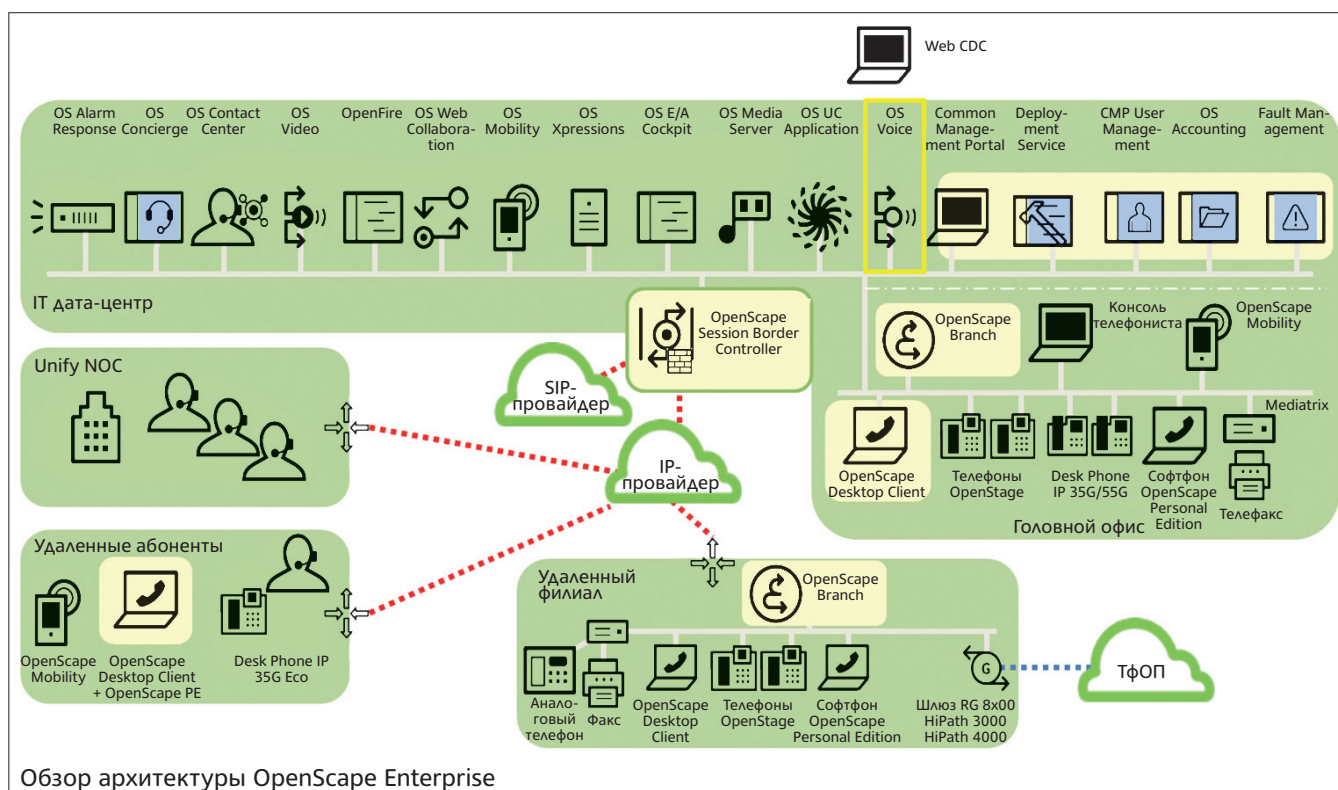 Web CDC
OS Alarm
Response
OS
Concierge
OS Contact
Center
OS
Video
OpenFire
OS Web
Collabora-
tion
OS
Mobility
OS
Xpressions
OS E/A
Cockpit
OS Media
Server
OS UC
Application
OS
Voice
Common
Manage-
ment Portal
Deploy-
ment
Service
CMP User
Manage-
ment
OS
Accounting
Fault Man-
agement
IT дата-центр
OpenScape
Session Border
Controller
OpenScape
Branch
Консоль
телефониста
OpenScape
Mobility
Unify NOC
SIP-
провайдер
IP-
провайдер
Mediatrix
OpenScape
Desktop Client
Телефоны
OpenStage
Desk Phone
IP 35G/55G
Софтфон
OpenScape
Personal
Edition
Телефакс
Головной офис
Удаленные абоненты
OpenScape
Mobility
OpenScape
Desktop Client
+ OpenScape PE
Desk Phone IP
35G Eco
Удаленный
филиал
OpenScape
Branch
Анало-
говый
телефон
Факс
OpenScape
Desktop
Client
Телефоны
OpenStage
Софтфон
OpenScape
Personal Edition
G
Шлюз RG 8x00
HiPath 3000
HiPath 4000
ТфОП
Обзор архитектуры OpenScape Enterprise